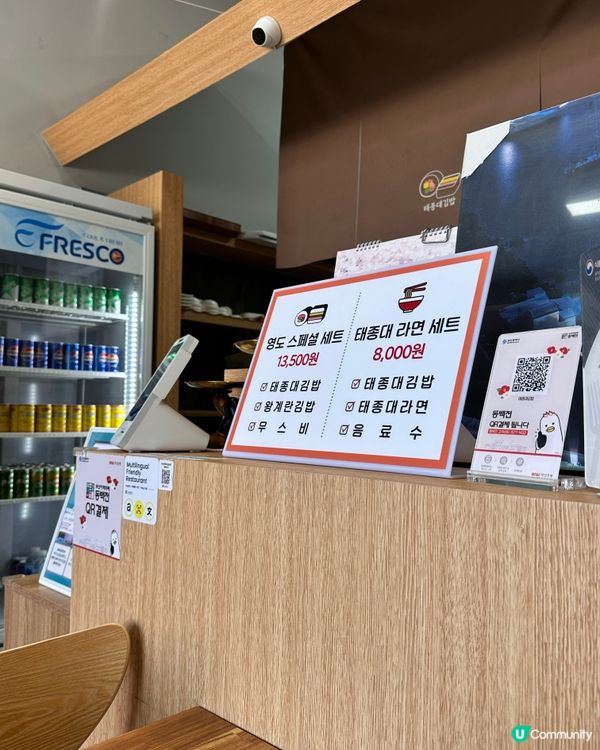 COOL & FRESH
FRESCO
태종대김밥
영도 스페셜 세트
13,500원
태종대김밥
왕계란김밥
무스비
태종대 라면 세트
8,000원
태종대김밥
태종대라면
음료수
동백전
QR결제 됩니다
Multilingual
Friendly
Restaurant
동백전
QR결제
U Community